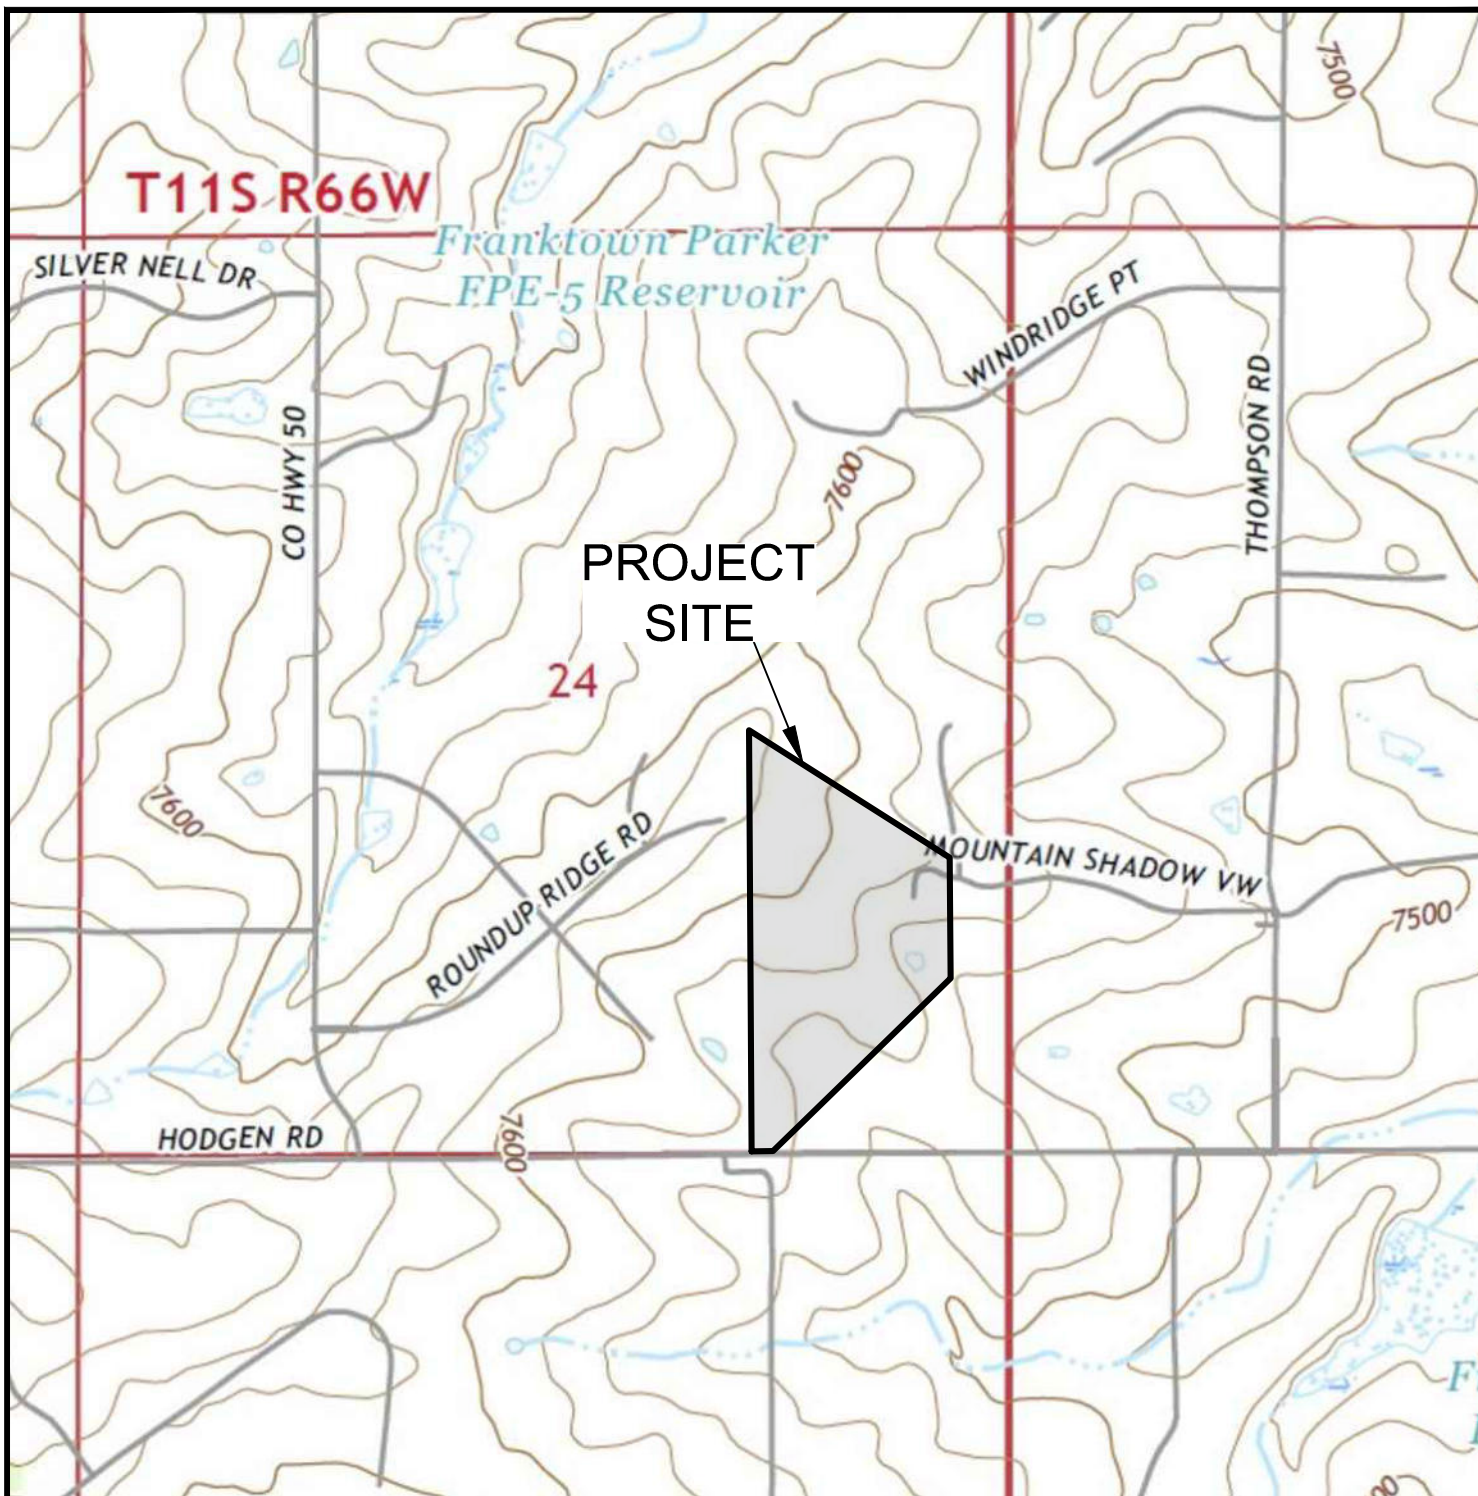 7500
T11S R66W
Franktown Parker
FPE-5 Reservoir
SILVER NELL DR
WINDRIDGE PT
CO HWY 50
THOMPSON RD
7600
PROJECT
SITE
24
7600
ROUNDUP RIDGE RD
MOUNTAIN SHADOW VW
7500
HODGEN RD
7600